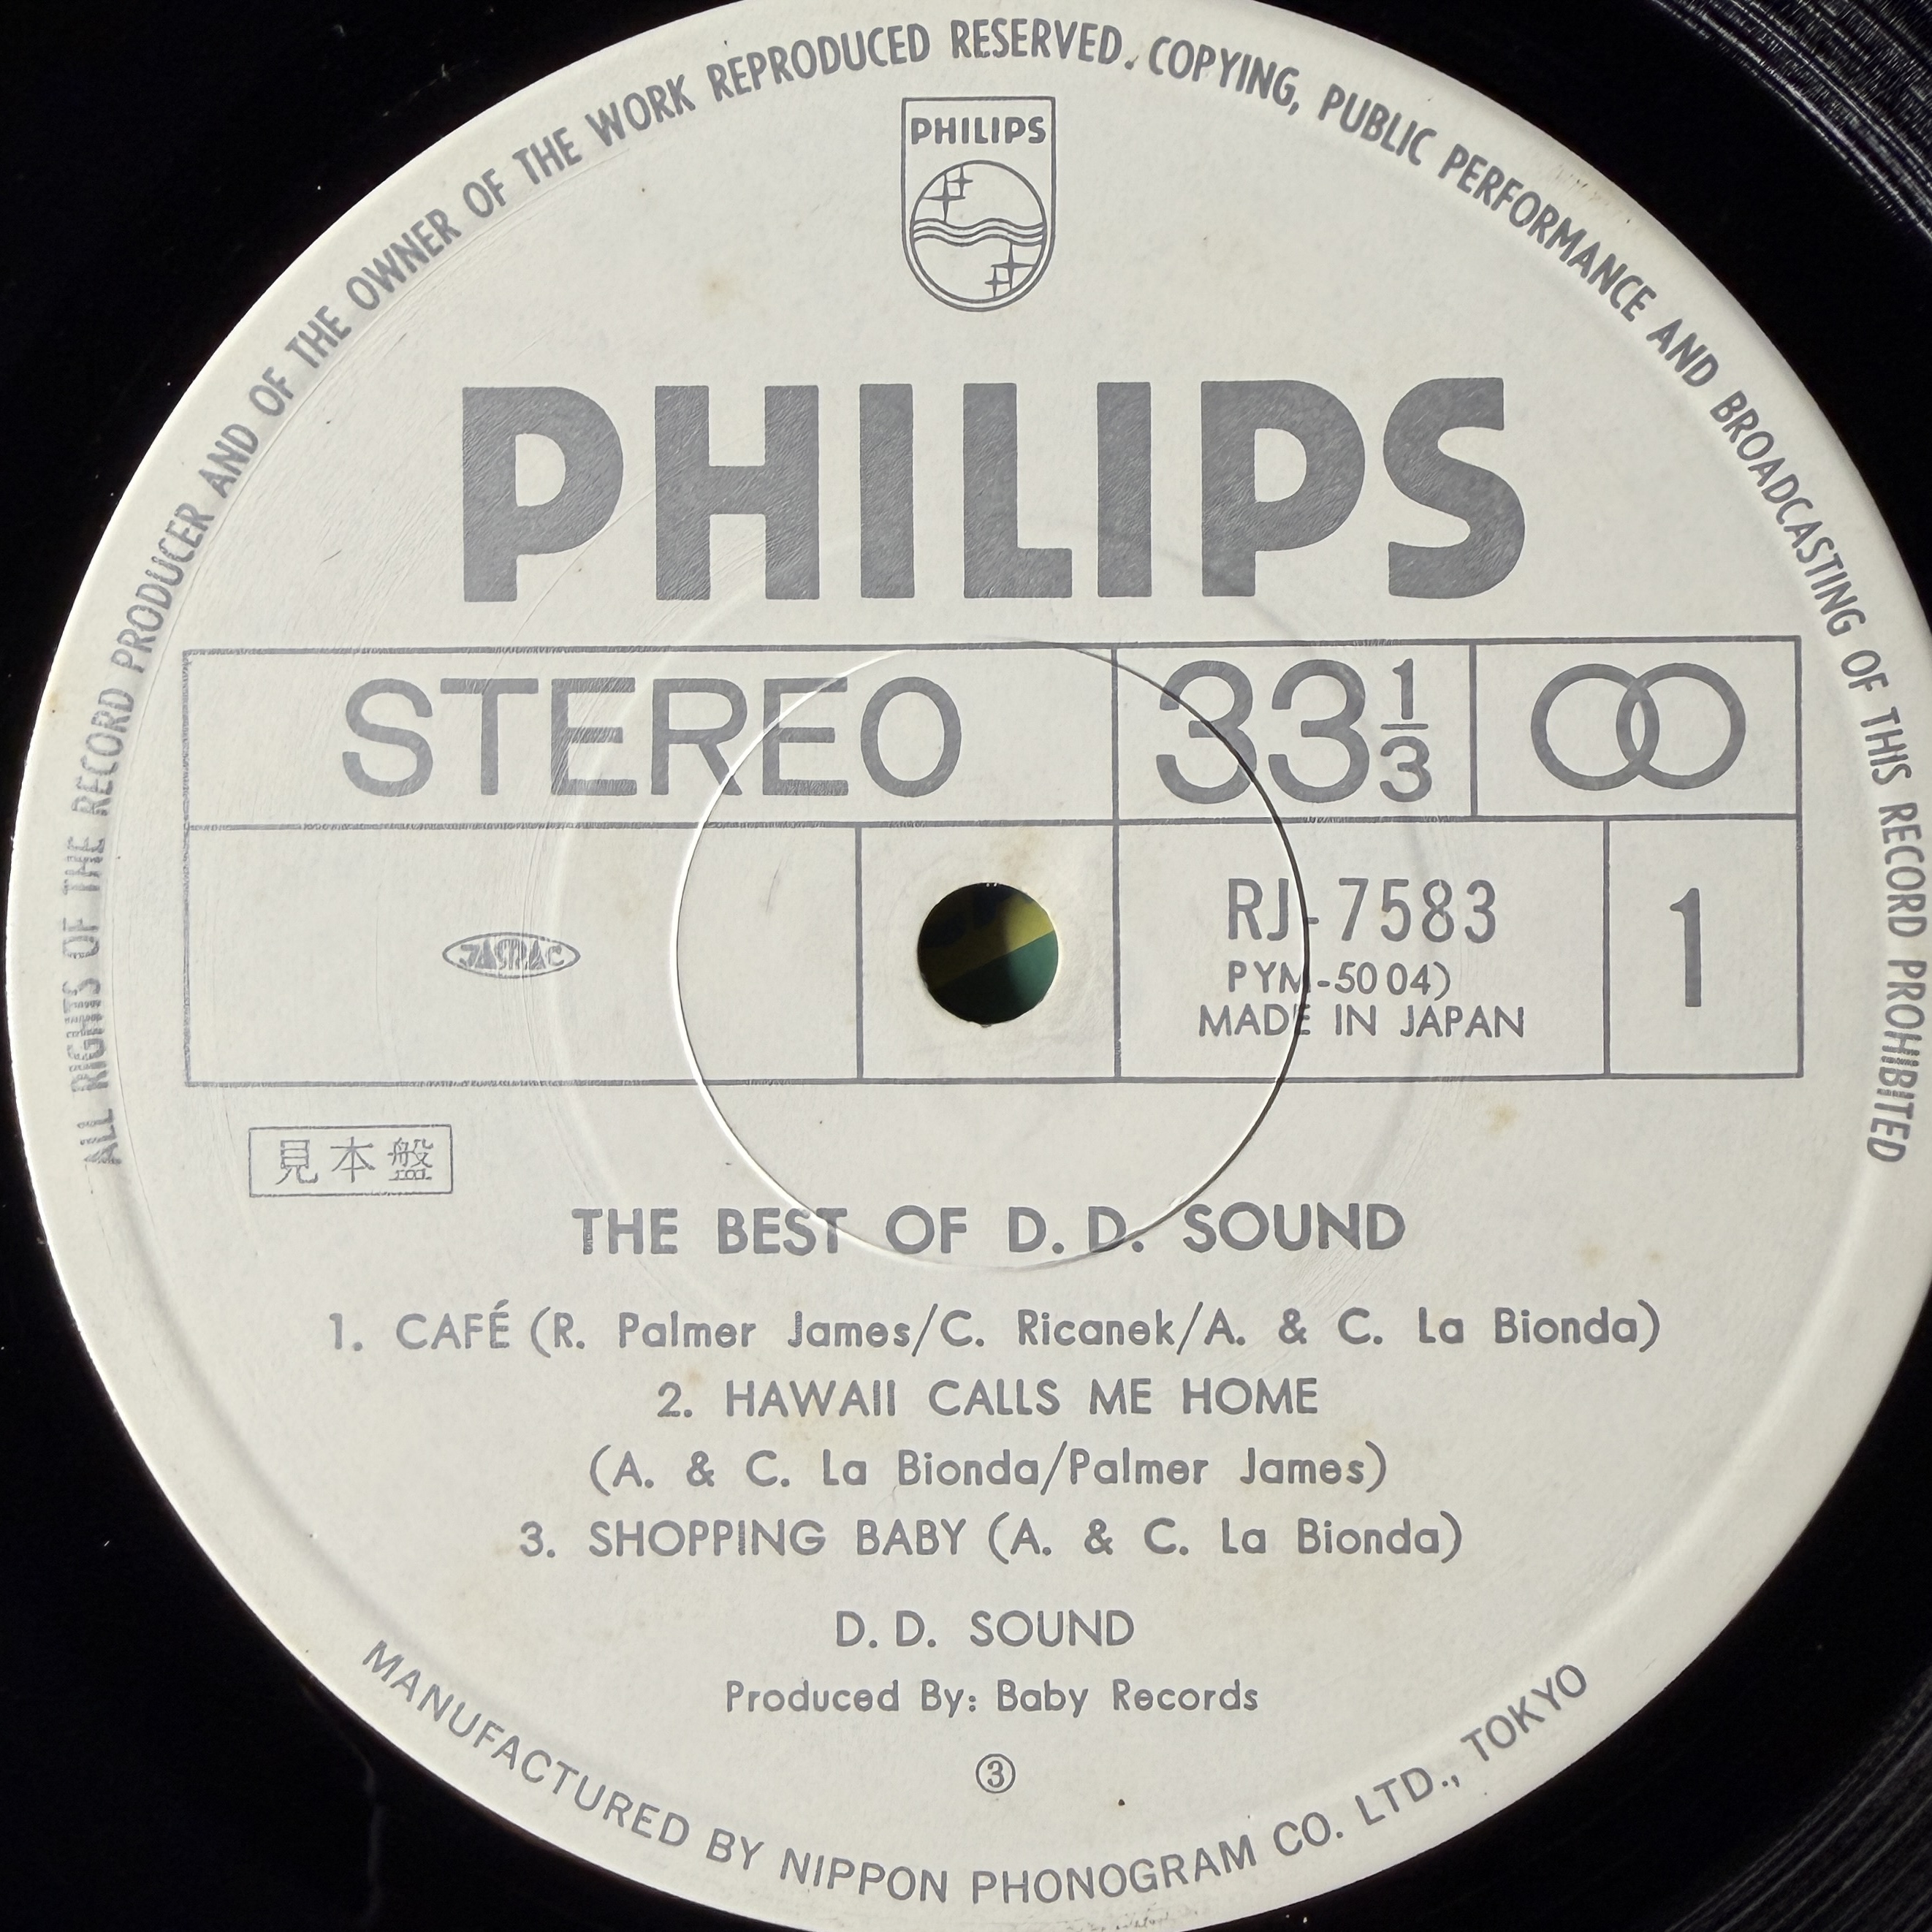 ALL RIGHTS OF THE RECORD PRODUCER AND OF THE OWNER OF THE WORK REPRODUCED RESERVED. COPYING, PUBLIC PERFORMANCE AND BROADCASTING OF THIS RECORD PROHIBITED
PHILIPS
PHILIPS
STEREO
33 1/3
JASRAC
RJ-7583
PYM-5004)
MADE IN JAPAN
1
見本盤
THE BEST OF D. D. SOUND
1. CAFÉ (R. Palmer James/C. Ricanek/A. & C. La Bionda)
2. HAWAII CALLS ME HOME
(A. & C. La Bionda/Palmer James)
3. SHOPPING BABY (A. & C. La Bionda)
D. D. SOUND
Produced By: Baby Records
③
MANUFACTURED BY NIPPON PHONOGRAM CO. LTD., TOKYO